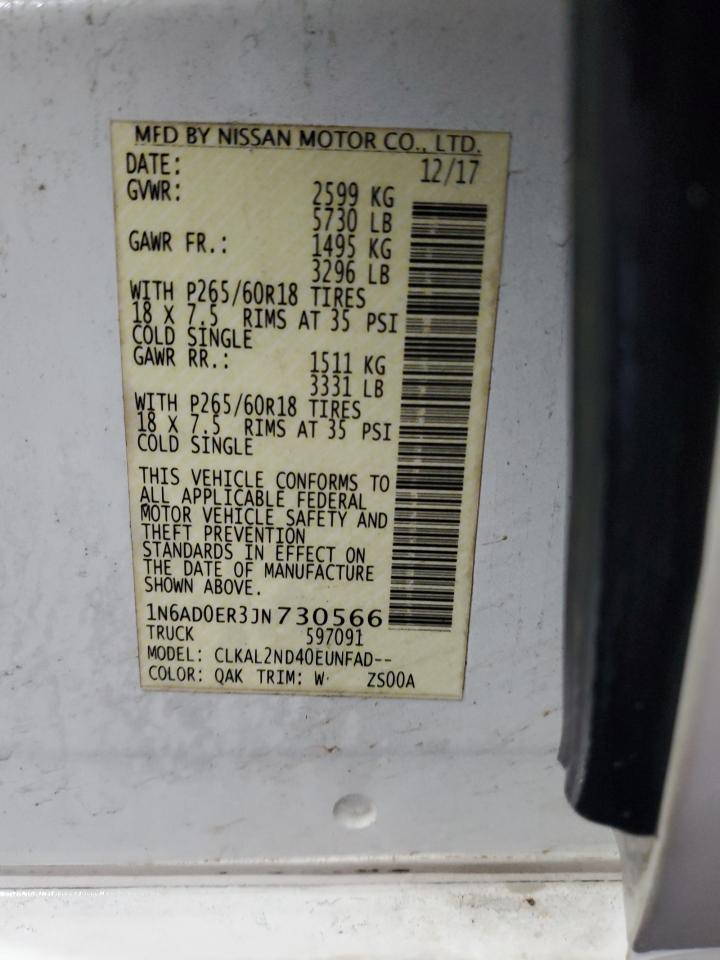 MFD BY NISSAN MOTOR CO., LTD.
DATE: 12/17
GVWR: 2599 KG
5730 LB
GAWR FR.: 1495 KG
3296 LB
WITH P265/60R18 TIRES
18 X 7.5 RIMS AT 35 PSI
COLD SINGLE
GAWR RR.: 1511 KG
3331 LB
WITH P265/60R18 TIRES
18 X 7.5 RIMS AT 35 PSI
COLD SINGLE
THIS VEHICLE CONFORMS TO
ALL APPLICABLE FEDERAL
MOTOR VEHICLE SAFETY AND
THEFT PREVENTION
STANDARDS IN EFFECT ON
THE DATE OF MANUFACTURE
SHOWN ABOVE.
1N6AD0ER3JN730566
TRUCK 597091
MODEL: CLKAL2ND40EUNFAD--
COLOR: QAK TRIM: W ZS00A